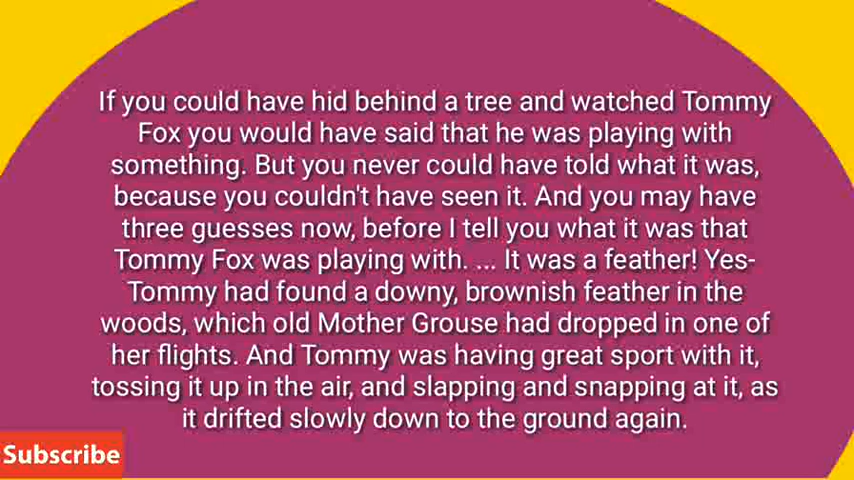 If you could have hid behind a tree and watched Tommy
Fox you would have said that he was playing with
something. But you never could have told what it was,
because you couldn't have seen it. And you may have
three guesses now, before I tell you what it was that
Tommy Fox was playing with. ... It was a feather! Yes-
Tommy had found a downy, brownish feather in the
woods, which old Mother Grouse had dropped in one of
her flights. And Tommy was having great sport with it,
tossing it up in the air, and slapping and snapping at it, as
it drifted slowly down to the ground again.
Subscribe